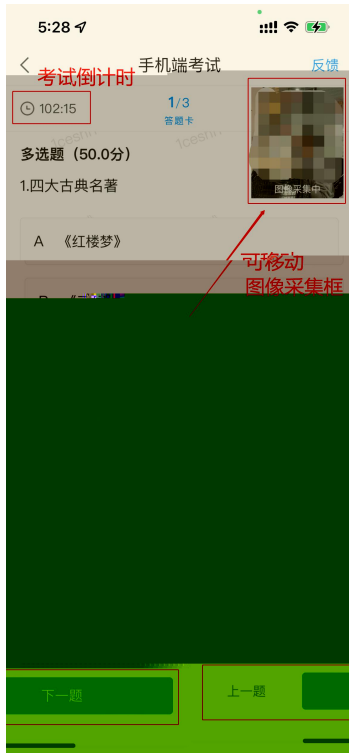 5:28
手机端考试
反馈
考试倒计时
102:15
1/3
答题卡
多选题（50.0分）
1.四大古典名著
图像采集中
A 《红楼梦》
可移动
图像采集框
下一题
上一题